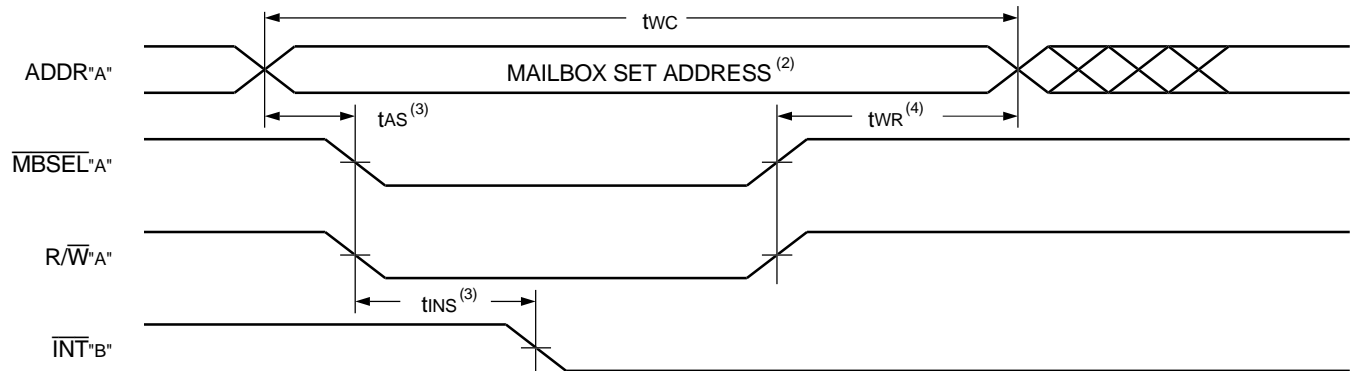 tWC
ADDR"A"
MAILBOX SET ADDRESS(2)
tAS(3)
tWR(4)
MBSEL"A"
R/W"A"
tINS(3)
INT"B"